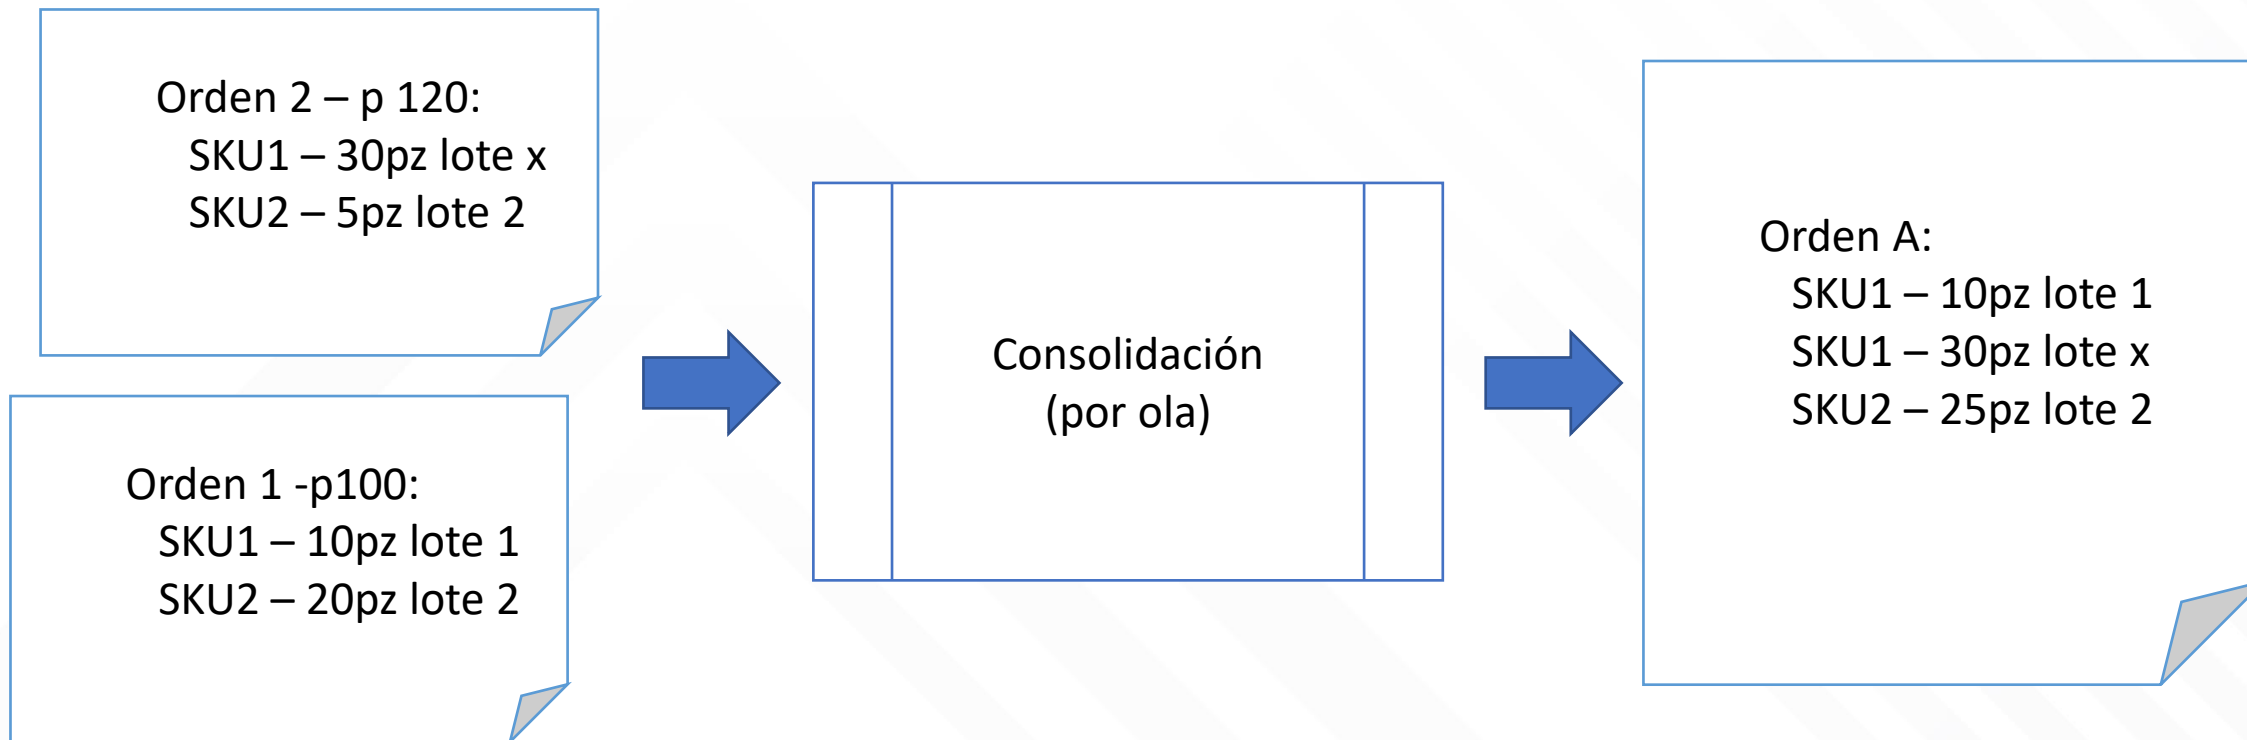 Orden 2 – p 120:
SKU1 – 30pz lote x
SKU2 – 5pz lote 2
Orden 1 -p100:
SKU1 – 10pz lote 1
SKU2 – 20pz lote 2
Consolidación
(por ola)
Orden A:
SKU1 – 10pz lote 1
SKU1 – 30pz lote x
SKU2 – 25pz lote 2